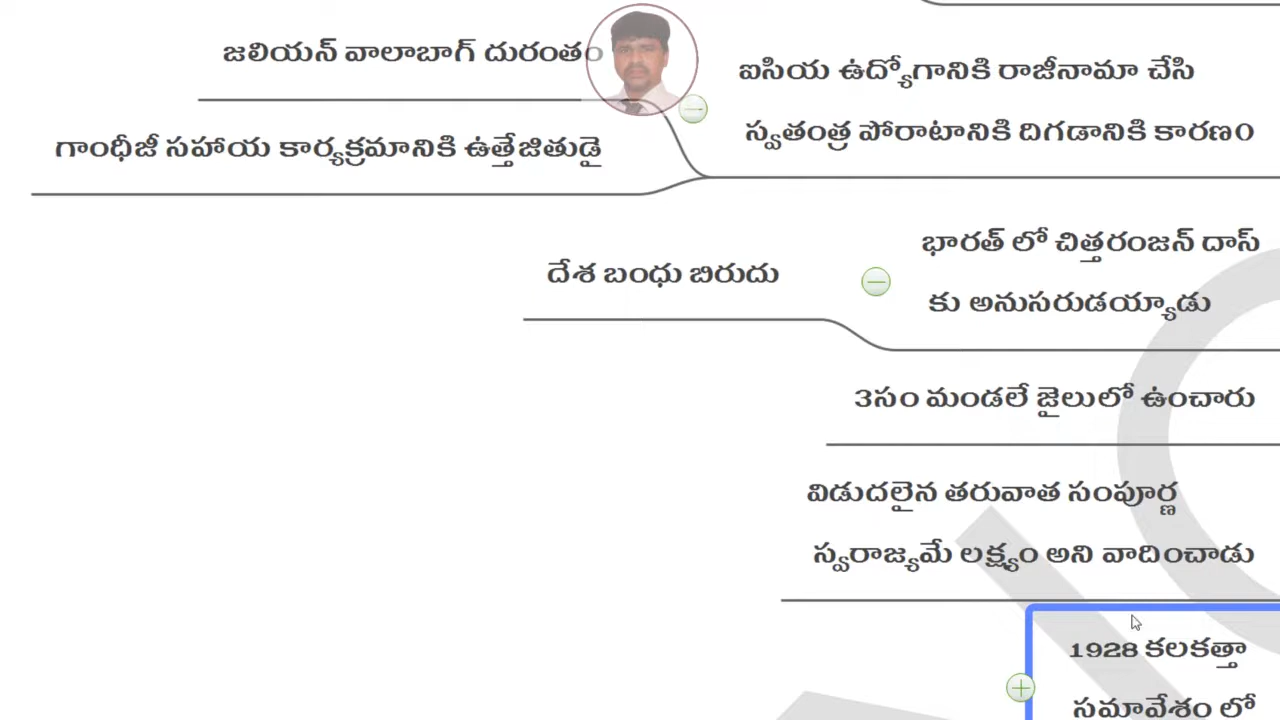 జలియన్ వాలాబాగ్ దురంతం
గాంధీజీ సహాయ కార్యక్రమానికి ఉత్తేజితుడై
ఐసియ ఉద్యోగానికి రాజీనామా చేసి
స్వతంత్ర పోరాటానికి దిగడానికి కారణ0
దేశ బంధు బిరుదు
భారత్ లో చిత్తరంజన్ దాస్
కు అనుసరుడయ్యాడు
3సం మండలే జైలులో ఉంచారు
విడుదలైన తరువాత సంపూర్ణ
స్వరాజ్యమే లక్ష్యం అని వాదించాడు
1928 కలకత్తా
సమావేశం లో